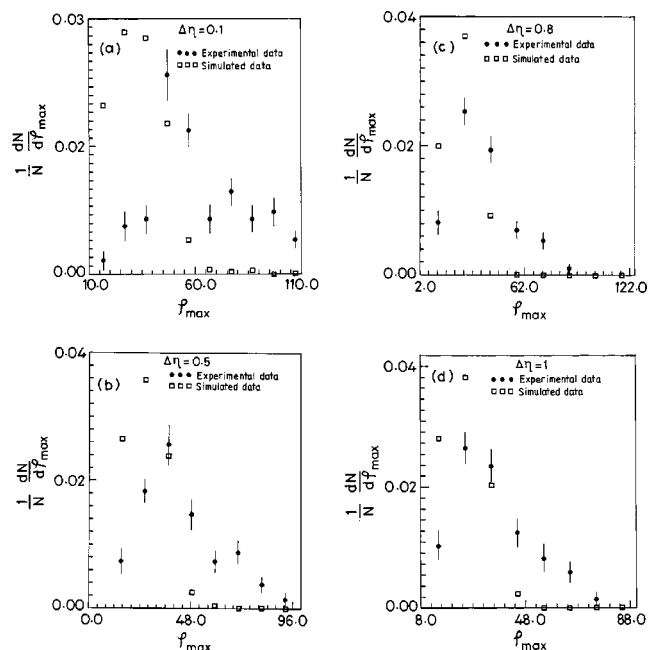 (a)
Δη=0.1
••• Experimental data
□□□ Simulated data
0.03
0.02
0.00
1/N dN/dρmax
10.0 60.0 110.0
ρmax
(c)
Δη=0.8
••• Experimental data
□□□ Simulated data
0.04
0.02
0.00
1/N dN/dρmax
2.0 62.0 122.0
ρmax
(b)
Δη=0.5
••• Experimental data
□□□ Simulated data
0.04
0.02
0.00
1/N dN/dρmax
0.0 48.0 96.0
ρmax
(d)
Δη=1
••• Experimental data
□□□ Simulated data
0.04
0.02
0.00
1/N dN/dρmax
8.0 48.0 88.0
ρmax